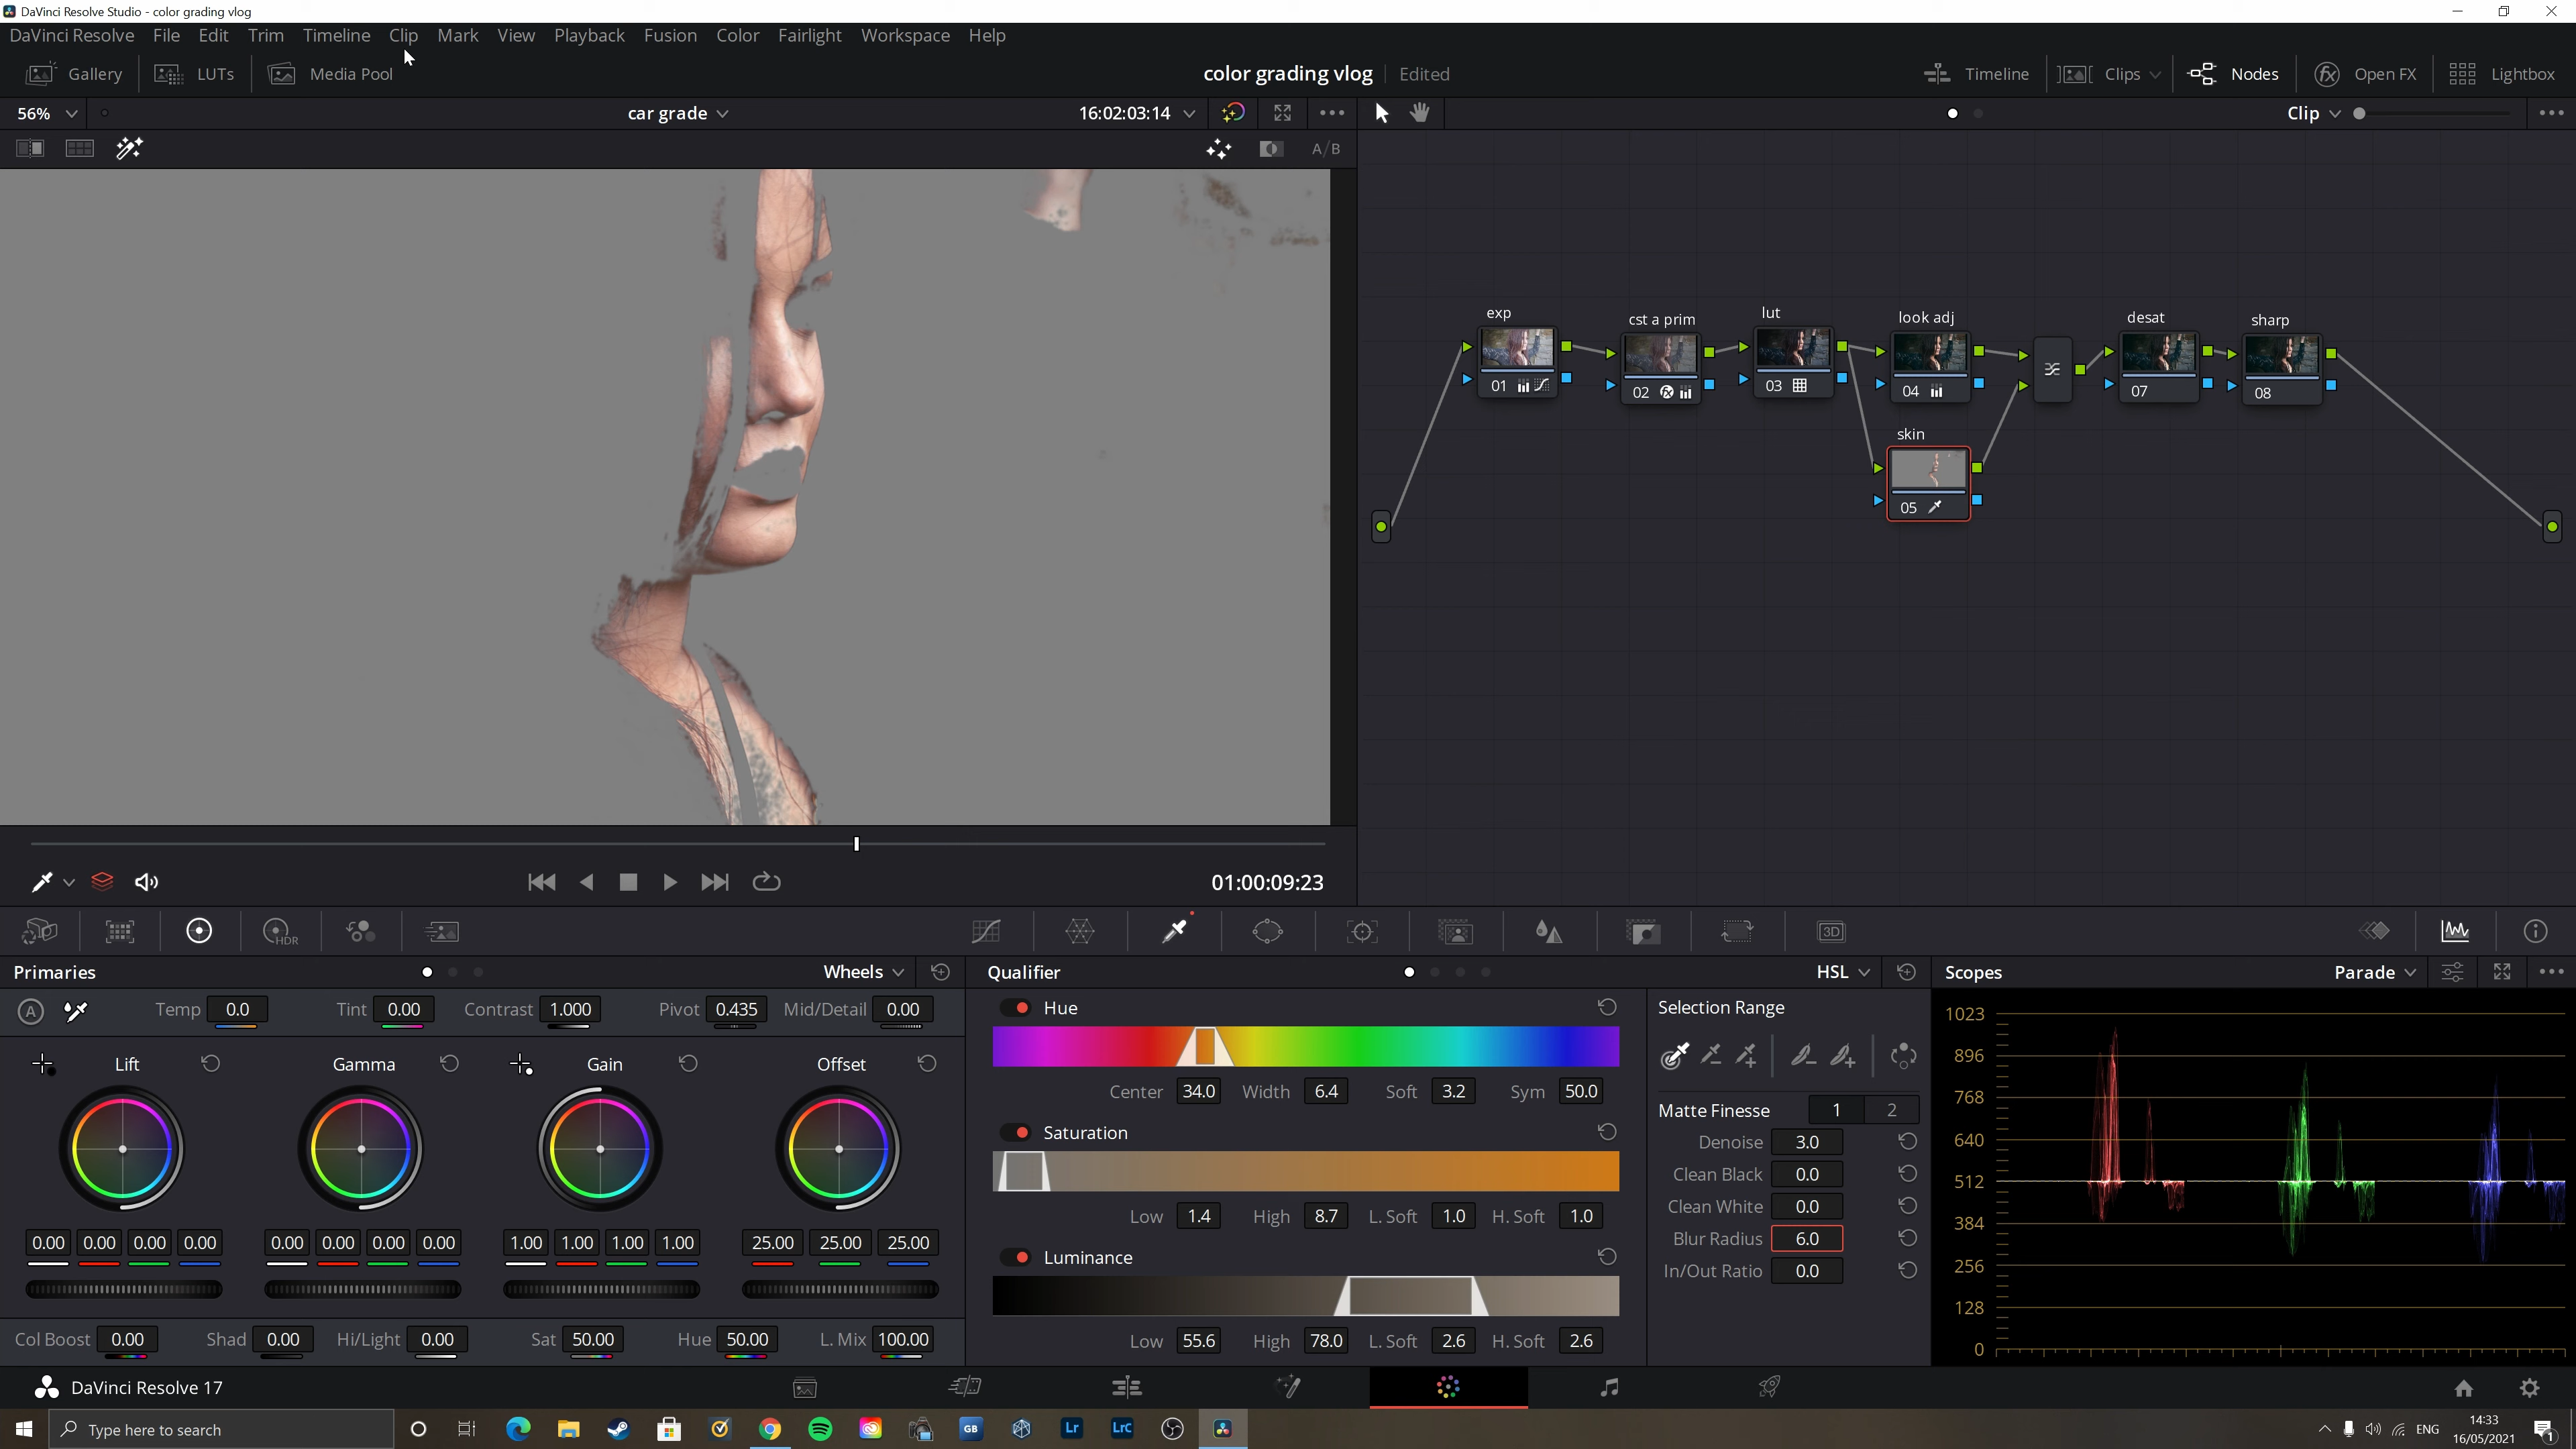 DaVinci Resolve Studio - color grading vlog
DaVinci Resolve File Edit Trim Timeline Clip Mark View Playback Fusion Color Fairlight Workspace Help
Gallery LUTs Media Pool color grading vlog Edited Timeline Clips Nodes Open FX Lightbox
56% car grade 16:02:03:14 Clip
A/B
exp cst a prim lut look adj desat sharp
01 02 03 04 07 08
skin
05
01:00:09:23
HDR 3D
Primaries Wheels Qualifier HSL Scopes Parade
A Temp 0.0 Tint 0.00 Contrast 1.000 Pivot 0.435 Mid/Detail 0.00
Lift Gamma Gain Offset
0.00 0.00 0.00 0.00 0.00 0.00 0.00 0.00 1.00 1.00 1.00 1.00 25.00 25.00 25.00
Col Boost 0.00 Shad 0.00 Hi/Light 0.00 Sat 50.00 Hue 50.00 L. Mix 100.00
Hue
Center 34.0 Width 6.4 Soft 3.2 Sym 50.0
Saturation
Low 1.4 High 8.7 L. Soft 1.0 H. Soft 1.0
Luminance
Low 55.6 High 78.0 L. Soft 2.6 H. Soft 2.6
Selection Range
Matte Finesse 1 2
Denoise 3.0
Clean Black 0.0
Clean White 0.0
Blur Radius 6.0
In/Out Ratio 0.0
1023
896
768
640
512
384
256
128
0
DaVinci Resolve 17
Type here to search GB Lr LrC ENG 14:33
16/05/2021 1